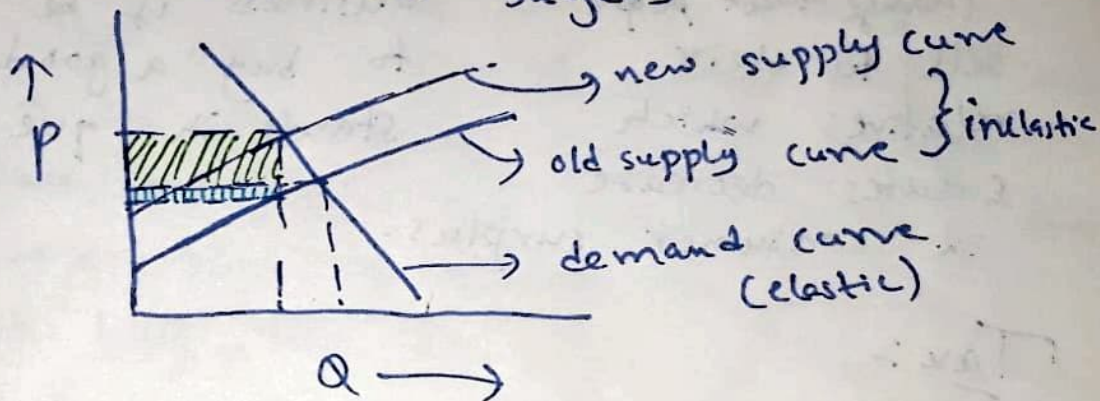 ↑
P
new supply curve
old supply curve } inelastic
demand curve
(elastic)
Q →